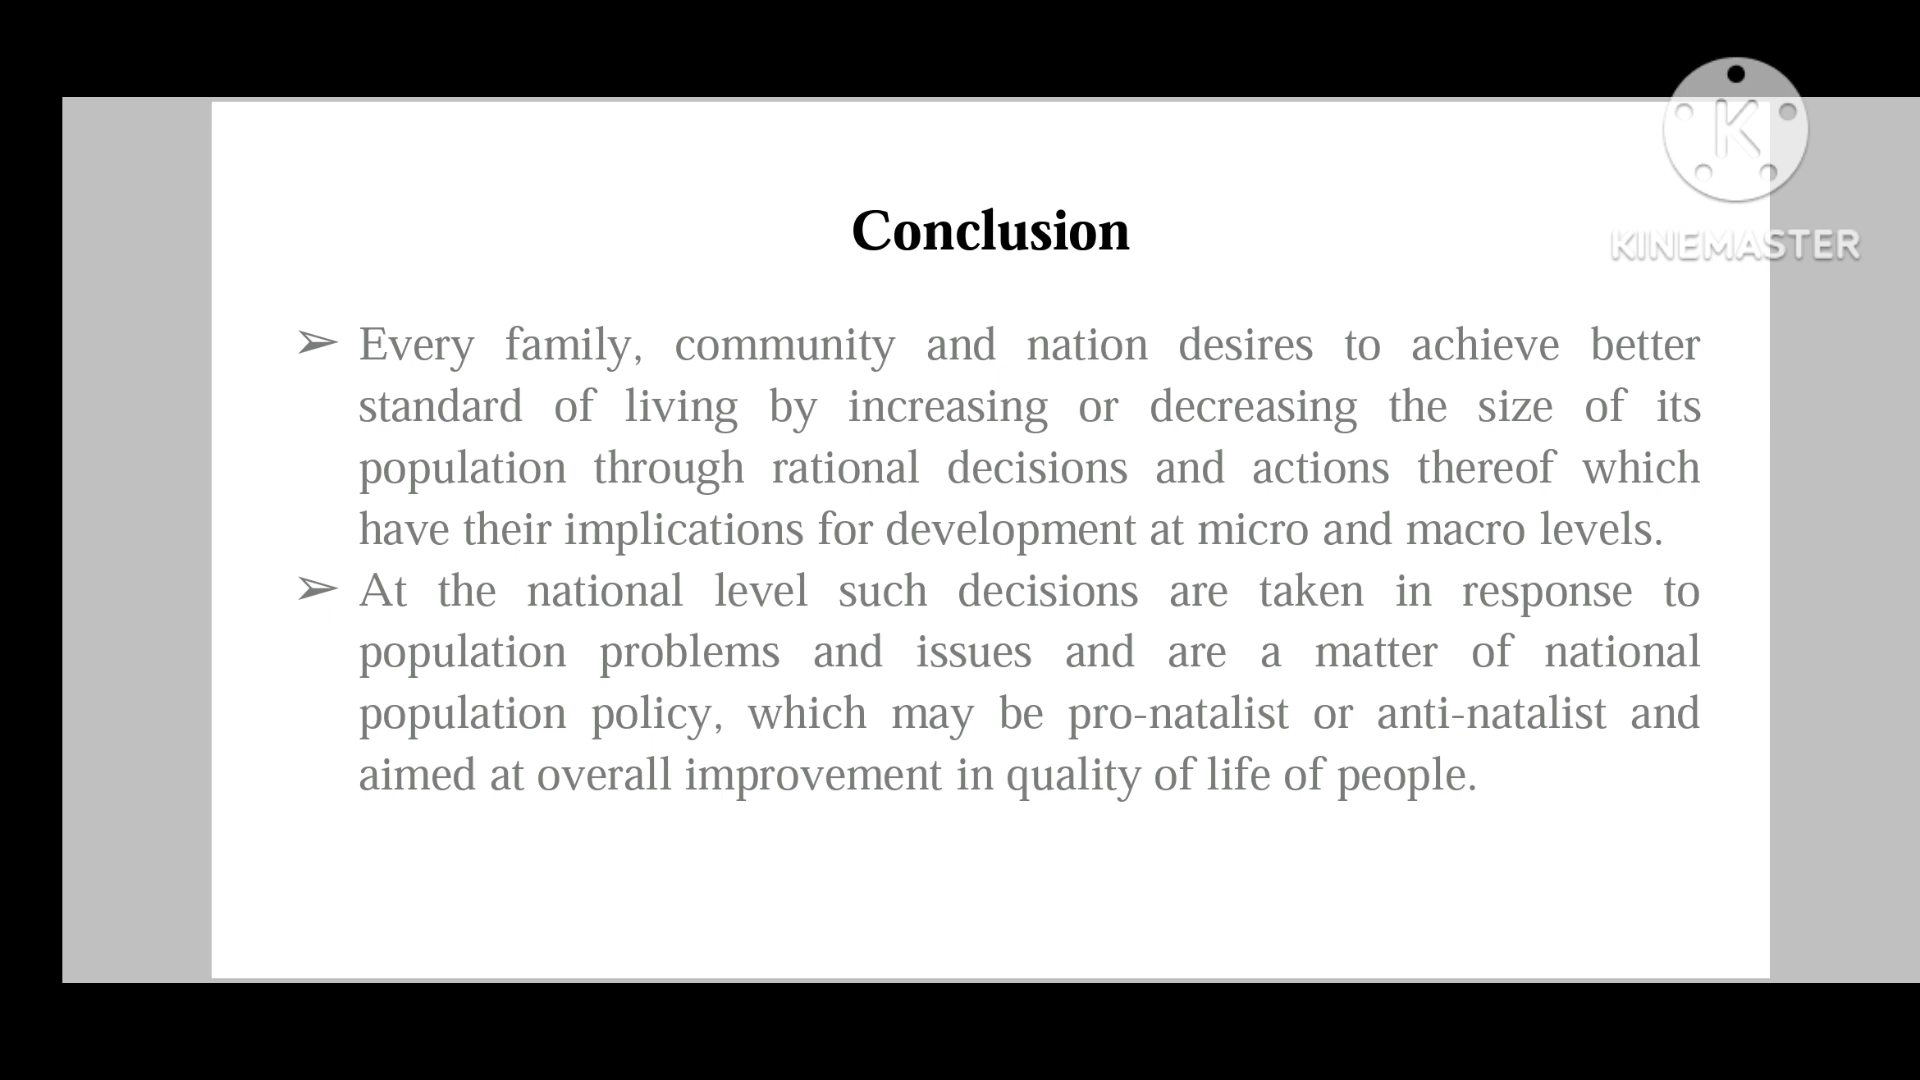 K
KINEMASTER
Conclusion
➢ Every family, community and nation desires to achieve better
standard of living by increasing or decreasing the size of its
population through rational decisions and actions thereof which
have their implications for development at micro and macro levels.
➢ At the national level such decisions are taken in response to
population problems and issues and are a matter of national
population policy, which may be pro-natalist or anti-natalist and
aimed at overall improvement in quality of life of people.